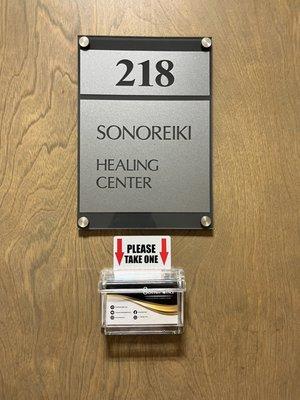 218
SONOREIKI
HEALING
CENTER
PLEASE
TAKE ONE